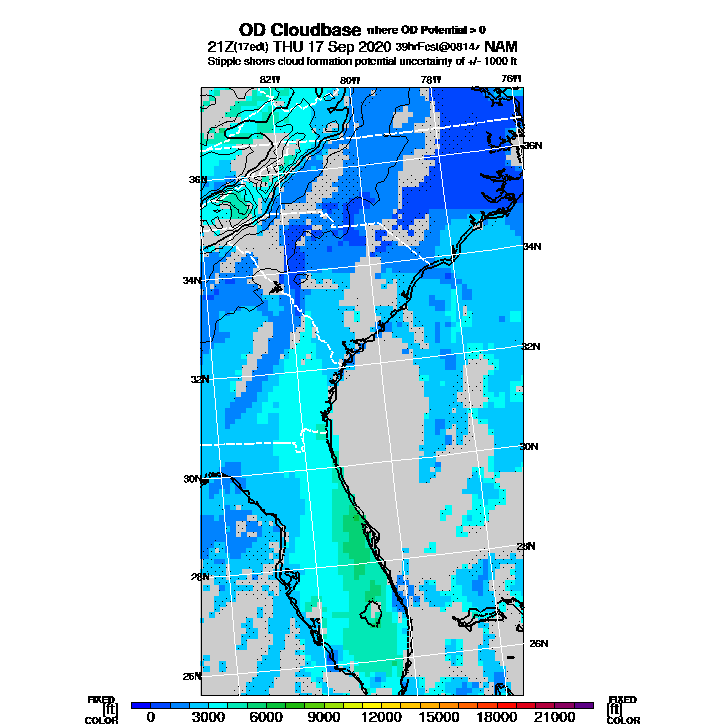 OD Cloudbase where OD Potential > 0
21Z(17edt) THU 17 Sep 2020 39hrFcst@0814z NAM
Stipple shows cloud formation potential uncertainty of +/- 1000 ft
82W 80W 78W 76W
36N 36N
34N 34N
32N 32N
30N 30N
28N 28N
26N 26N
FIXED FIXED
[ft] [ft]
COLOR COLOR
0 3000 6000 9000 12000 15000 18000 21000